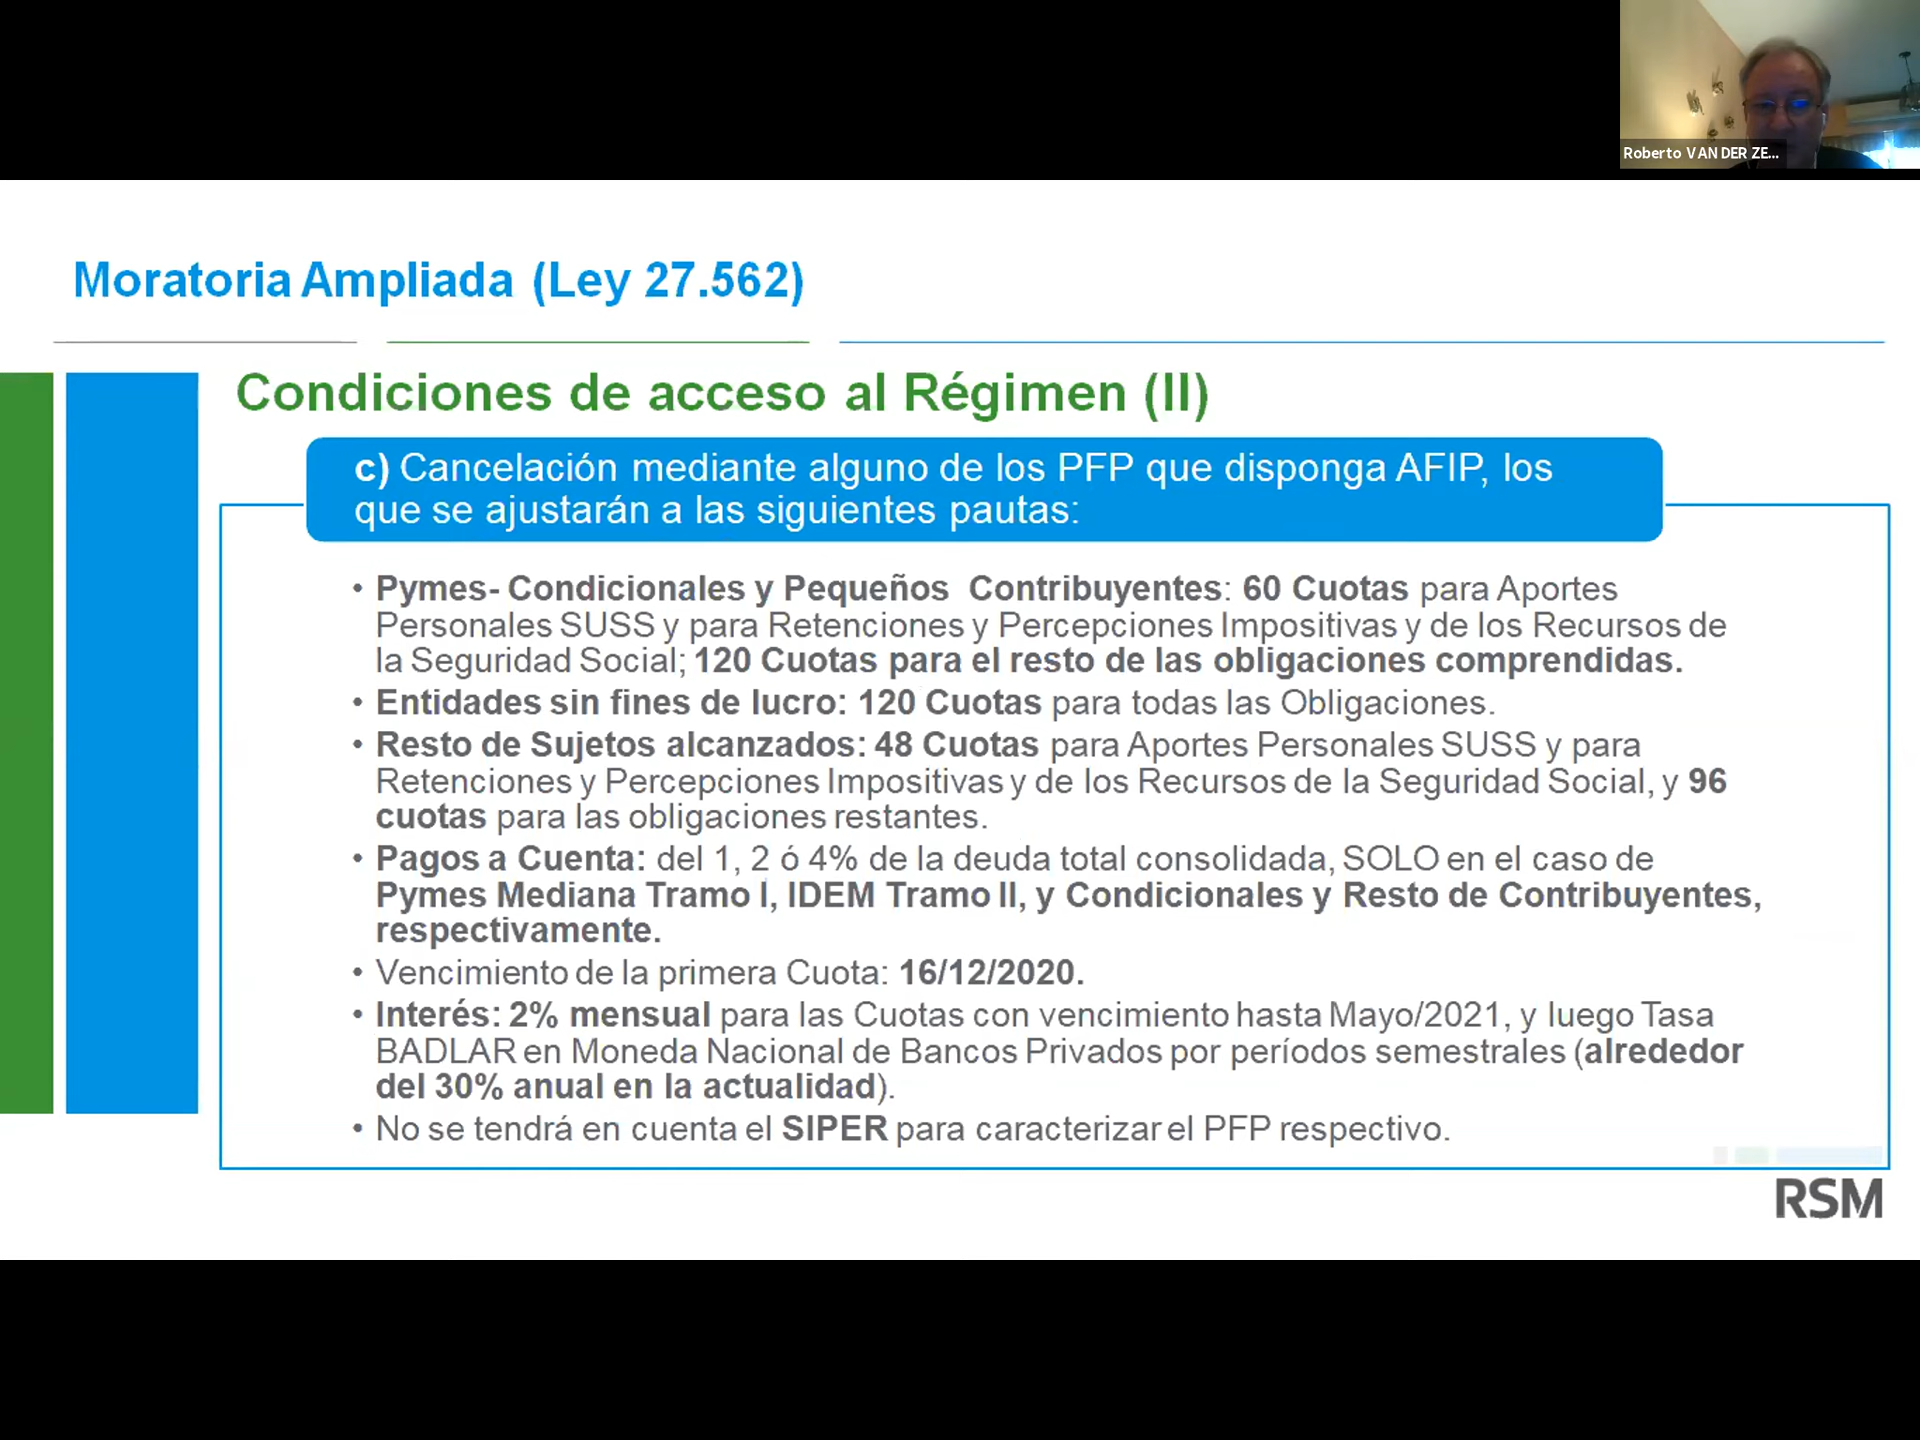 Roberto VAN DER ZE...
Moratoria Ampliada (Ley 27.562)
Condiciones de acceso al Régimen (II)
c) Cancelación mediante alguno de los PFP que disponga AFIP, los
que se ajustarán a las siguientes pautas:
• Pymes- Condicionales y Pequeños Contribuyentes: 60 Cuotas para Aportes
Personales SUSS y para Retenciones y Percepciones Impositivas y de los Recursos de
la Seguridad Social; 120 Cuotas para el resto de las obligaciones comprendidas.
• Entidades sin fines de lucro: 120 Cuotas para todas las Obligaciones.
• Resto de Sujetos alcanzados: 48 Cuotas para Aportes Personales SUSS y para
Retenciones y Percepciones Impositivas y de los Recursos de la Seguridad Social, y 96
cuotas para las obligaciones restantes.
• Pagos a Cuenta: del 1, 2 ó 4% de la deuda total consolidada, SOLO en el caso de
Pymes Mediana Tramo I, IDEM Tramo II, y Condicionales y Resto de Contribuyentes,
respectivamente.
• Vencimiento de la primera Cuota: 16/12/2020.
• Interés: 2% mensual para las Cuotas con vencimiento hasta Mayo/2021, y luego Tasa
BADLAR en Moneda Nacional de Bancos Privados por períodos semestrales (alrededor
del 30% anual en la actualidad).
• No se tendrá en cuenta el SIPER para caracterizar el PFP respectivo.
RSM